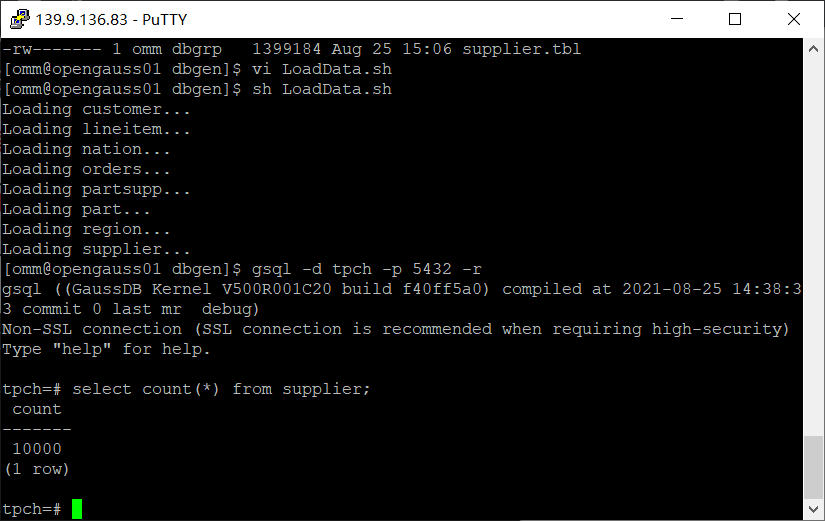 139.9.136.83 - PuTTY
-rw------- 1 omm dbgrp   1399184 Aug 25 15:06 supplier.tbl
[omm@opengauss01 dbgen]$ vi LoadData.sh
[omm@opengauss01 dbgen]$ sh LoadData.sh
Loading customer...
Loading lineitem...
Loading nation...
Loading orders...
Loading partsupp...
Loading part...
Loading region...
Loading supplier...
[omm@opengauss01 dbgen]$ gsql -d tpch -p 5432 -r
gsql ((GaussDB Kernel V500R001C20 build f40ff5a0) compiled at 2021-08-25 14:38:3
3 commit 0 last mr  debug)
Non-SSL connection (SSL connection is recommended when requiring high-security)
Type "help" for help.
tpch=# select count(*) from supplier;
 count
-------
 10000
(1 row)
tpch=#